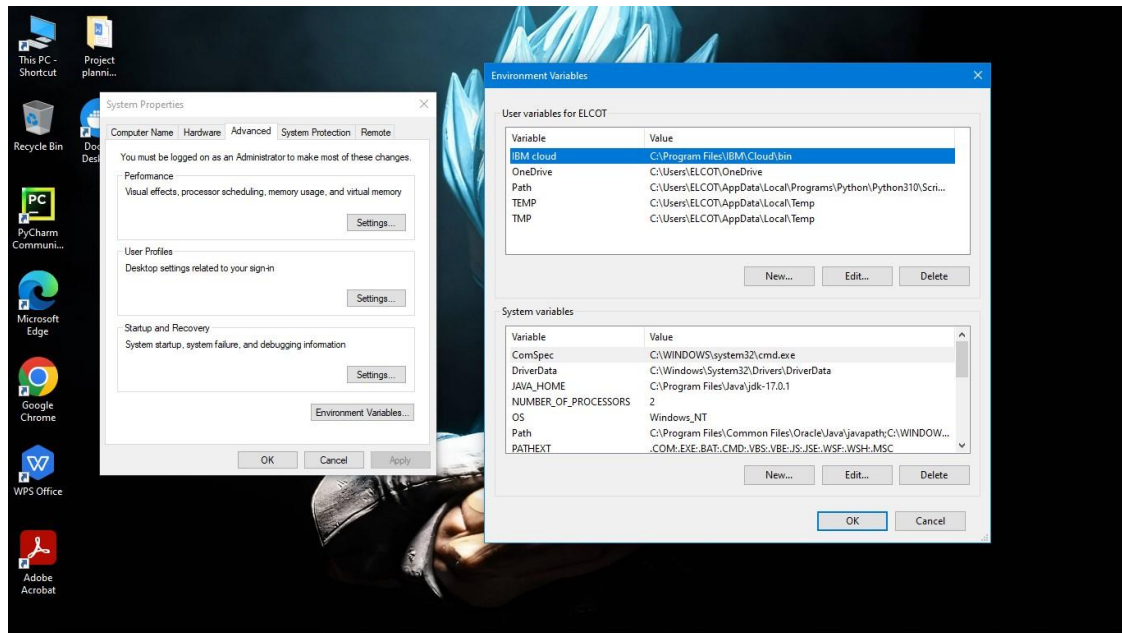 This PC -
Shortcut
Project
planni...
Recycle Bin
Doc
Desk
PC
PyCharm
Communi...
Microsoft
Edge
Google
Chrome
WPS Office
Adobe
Acrobat
System Properties
Computer Name Hardware Advanced System Protection Remote
You must be logged on as an Administrator to make most of these changes.
Performance
Visual effects, processor scheduling, memory usage, and virtual memory
Settings...
User Profiles
Desktop settings related to your sign-in
Settings...
Startup and Recovery
System startup, system failure, and debugging information
Settings...
Environment Variables...
OK Cancel Apply
Environment Variables
User variables for ELCOT
Variable Value
IBM cloud C:\Program Files\IBM\Cloud\bin
OneDrive C:\Users\ELCOT\OneDrive
Path C:\Users\ELCOT\AppData\Local\Programs\Python\Python310\Scri...
TEMP C:\Users\ELCOT\AppData\Local\Temp
TMP C:\Users\ELCOT\AppData\Local\Temp
New... Edit... Delete
System variables
Variable Value
ComSpec C:\WINDOWS\system32\cmd.exe
DriverData C:\Windows\System32\Drivers\DriverData
JAVA_HOME C:\Program Files\Java\jdk-17.0.1
NUMBER_OF_PROCESSORS 2
OS Windows_NT
Path C:\Program Files\Common Files\Oracle\Java\javapath;C:\WINDOW...
PATHEXT .COM;.EXE;.BAT;.CMD;.VBS;.VBE;.JS;.JSE;.WSF;.WSH;.MSC
New... Edit... Delete
OK Cancel